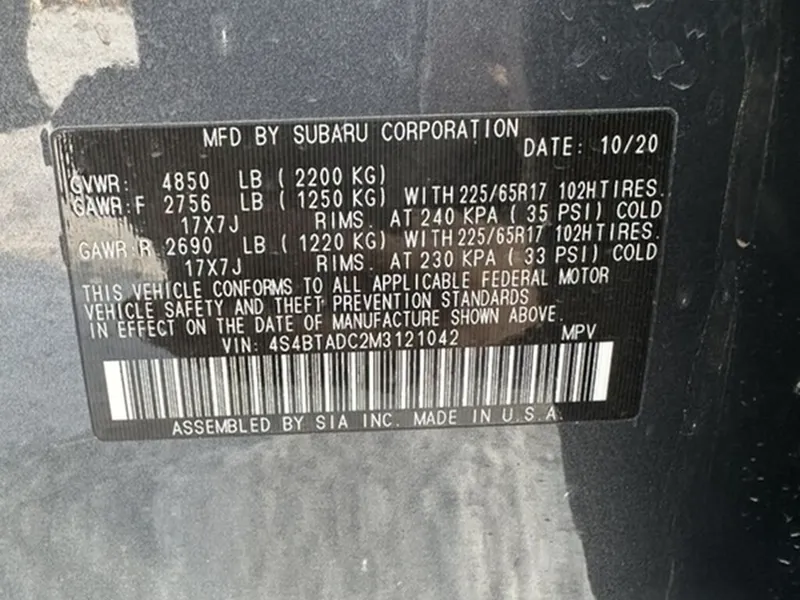 MFD BY SUBARU CORPORATION DATE: 10/20
GVWR: 4850 LB ( 2200 KG)
GAWR:F 2756 LB ( 1250 KG) WITH 225/65R17 102H TIRES.
17X7J RIMS. AT 240 KPA ( 35 PSI) COLD
GAWR:R 2690 LB ( 1220 KG) WITH 225/65R17 102H TIRES.
17X7J RIMS. AT 230 KPA ( 33 PSI) COLD
THIS VEHICLE CONFORMS TO ALL APPLICABLE FEDERAL MOTOR
VEHICLE SAFETY AND THEFT PREVENTION STANDARDS
IN EFFECT ON THE DATE OF MANUFACTURE SHOWN ABOVE.
VIN: 4S4BTADC2M3121042 MPV
ASSEMBLED BY SIA INC. MADE IN U.S.A.